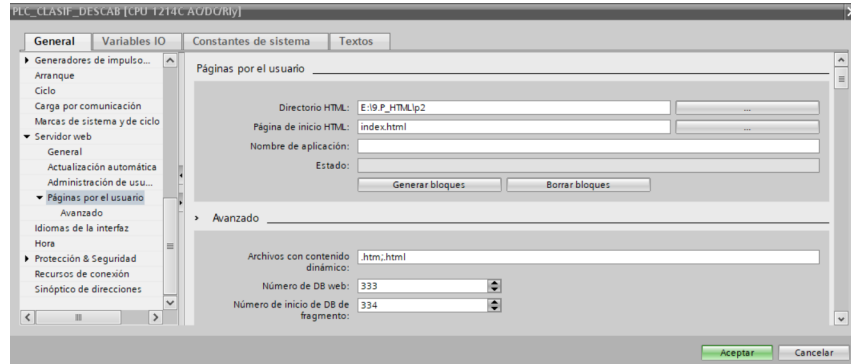 PLC_CLASIF_DESCAB [CPU 1214C AC/DC/Rly]
General Variables IO Constantes de sistema Textos
Generadores de impulso...
Arranque
Ciclo
Carga por comunicación
Marcas de sistema y de ciclo
Servidor web
General
Actualización automática
Administración de usu...
Páginas por el usuario
Avanzado
Idiomas de la interfaz
Hora
Protección & Seguridad
Recursos de conexión
Sinóptico de direcciones
Páginas por el usuario
Directorio HTML: E:\9.P_HTML\p2 ...
Página de inicio HTML: index.html ...
Nombre de aplicación:
Estado:
Generar bloques Borrar bloques
Avanzado
Archivos con contenido dinámico: .htm;.html
Número de DB web: 333
Número de inicio de DB de fragmento: 334
Aceptar Cancelar